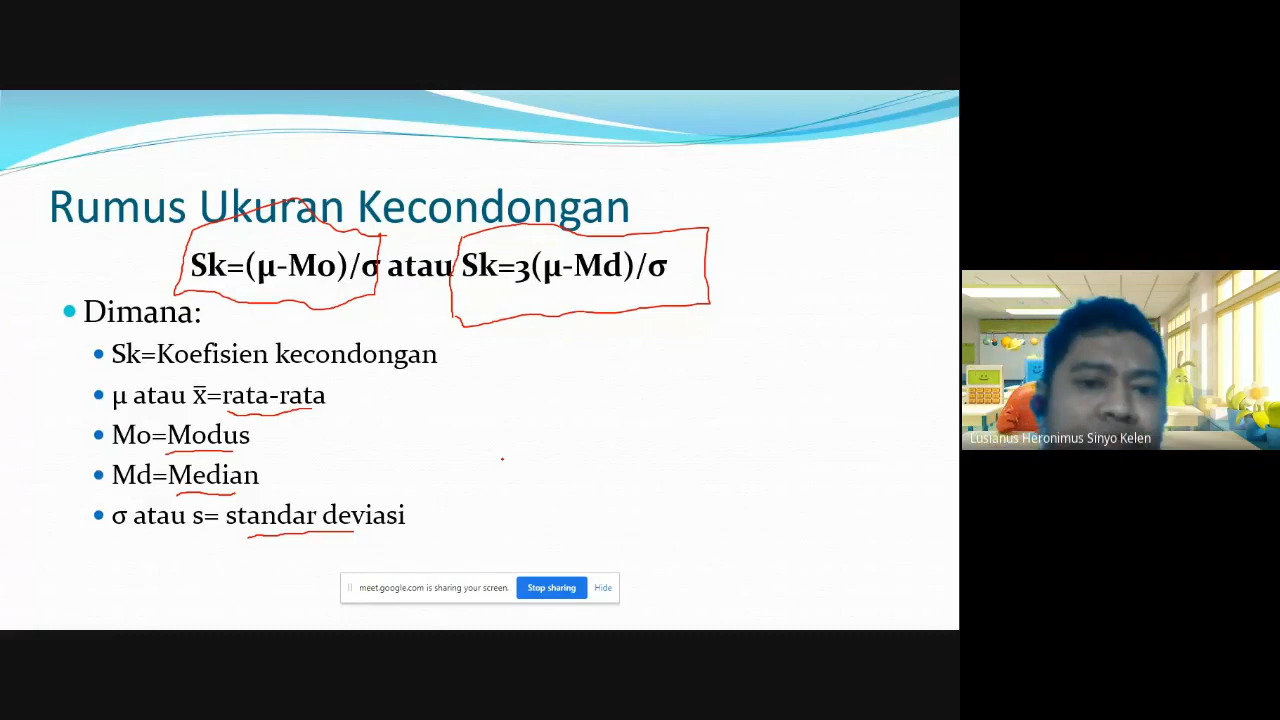 Rumus Ukuran Kecondongan
Sk=(μ-Mo)/σ atau Sk=3(μ-Md)/σ
Dimana:
Sk=Koefisien kecondongan
μ atau x̅=rata-rata
Mo=Modus
Md=Median
σ atau s= standar deviasi
meet.google.com is sharing your screen. Stop sharing Hide
Lusianus Heronimus Sinyo Kelen